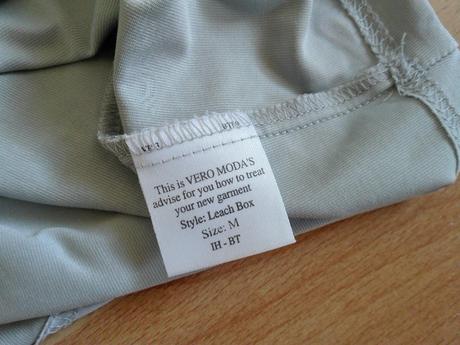 This is VERO MODA'S
advise for you how to treat
your new garment
Style: Leach Box
Size: M
IH - BT